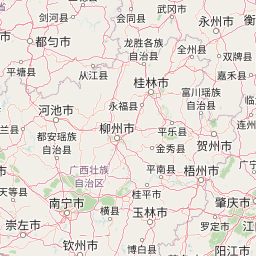 会同县
武冈市
永州市
剑河县
都匀市
龙胜各族
自治县
全州县
双牌县
平塘县
从江县
桂林市
嘉禾县
永福县
富川瑶族
自治县
河池市
柳州市
平乐县
都安瑶族
自治县
贺州市
连
兰县
金秀县
广西壮族
自治区
平南县
梧州市
天等县
南宁市
桂平市
肇庆市
横县
玉林市
崇左市
罗定市
钦州市
博白县
阳江市